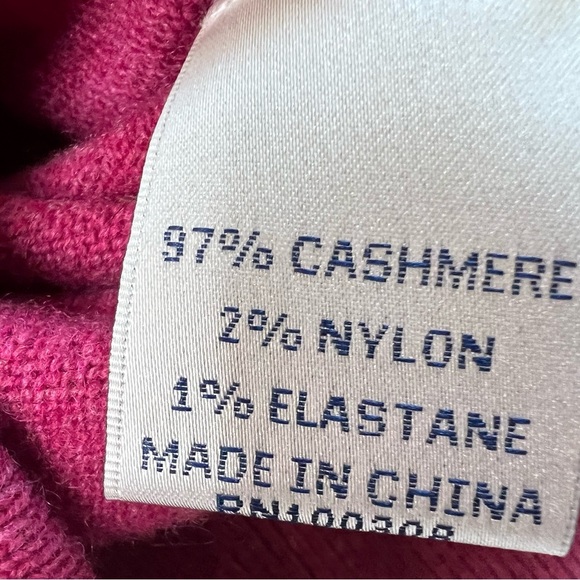 97% CASHMERE
2% NYLON
1% ELASTANE
MADE IN CHINA